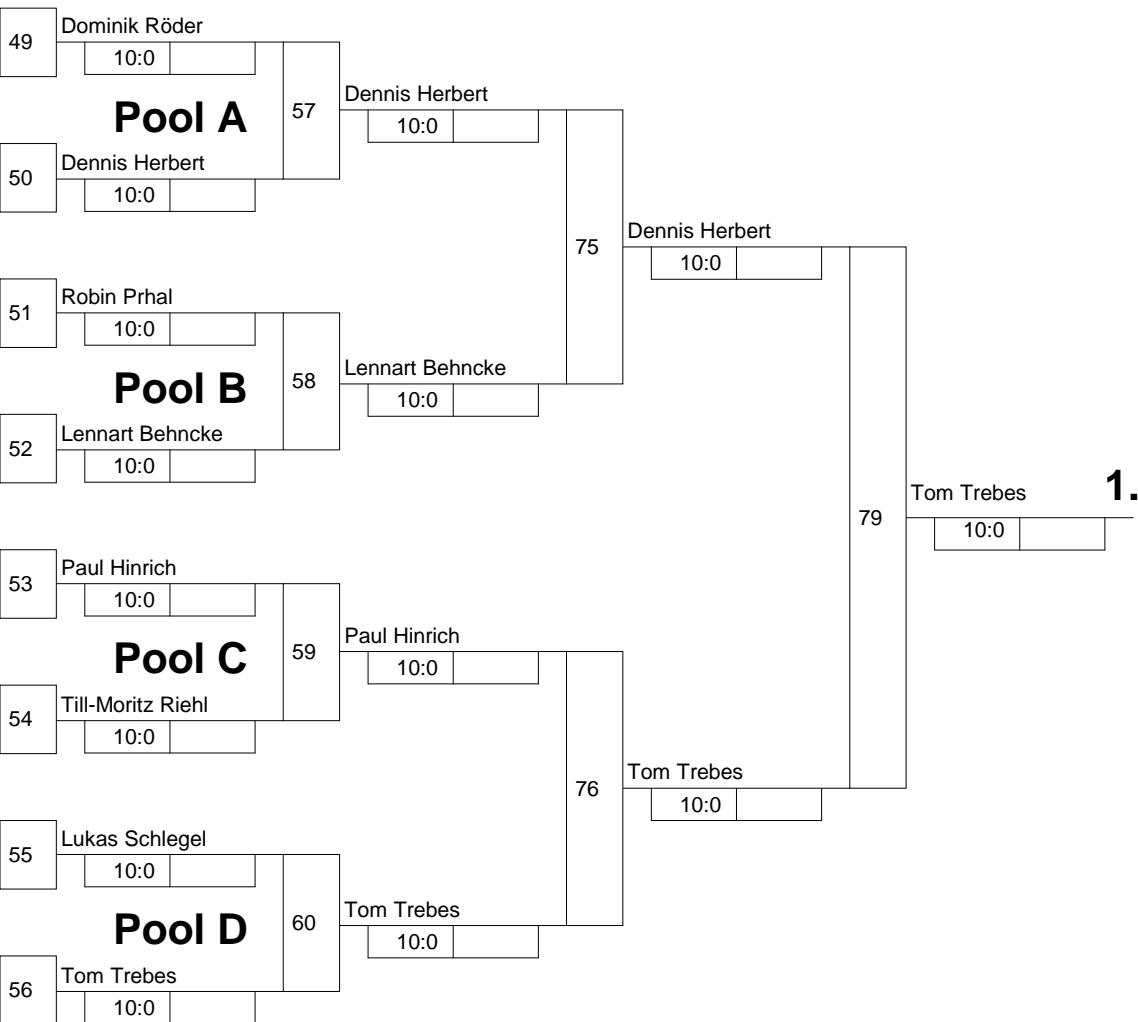 49 Dominik Röder
10:0
Pool A 57 Dennis Herbert
10:0
50 Dennis Herbert
10:0
75 Dennis Herbert
10:0
51 Robin Prhal
10:0
Pool B 58 Lennart Behncke
10:0
52 Lennart Behncke
10:0
79 Tom Trebes 1.
10:0
53 Paul Hinrich
10:0
Pool C 59 Paul Hinrich
10:0
54 Till-Moritz Riehl
10:0
76 Tom Trebes
10:0
55 Lukas Schlegel
10:0
Pool D 60 Tom Trebes
10:0
56 Tom Trebes
10:0